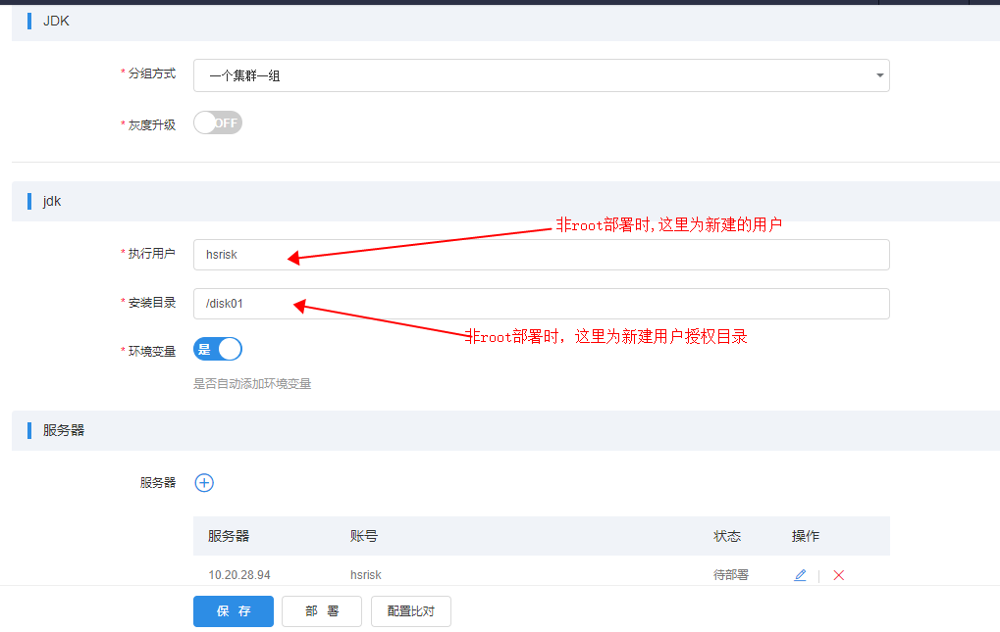 JDK
* 分组方式
一个集群一组
* 灰度升级
OFF
jdk
非root部署时,这里为新建的用户
* 执行用户
hsrisk
* 安装目录
/disk01
非root部署时，这里为新建用户授权目录
* 环境变量
是
是否自动添加环境变量
服务器
服务器
服务器 账号 状态 操作
10.20.28.94 hsrisk 待部署
保 存 部 署 配置比对